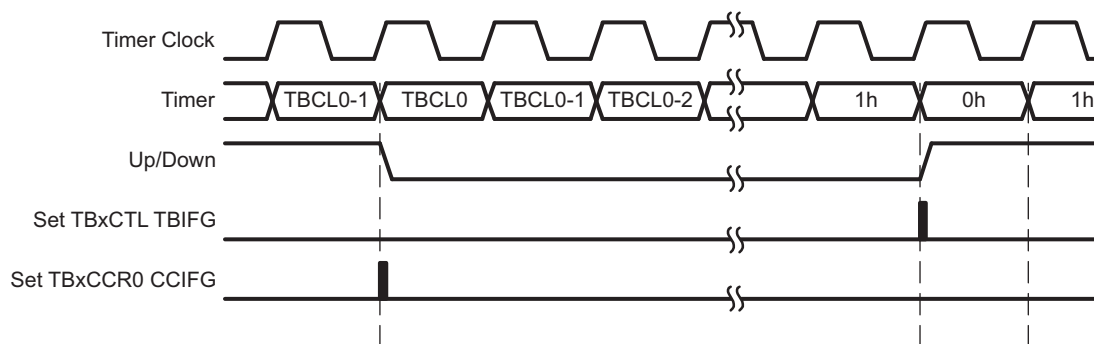 Timer Clock
Timer TBCL0-1 TBCL0 TBCL0-1 TBCL0-2 1h 0h 1h
Up/Down
Set TBxCTL TBIFG
Set TBxCCR0 CCIFG